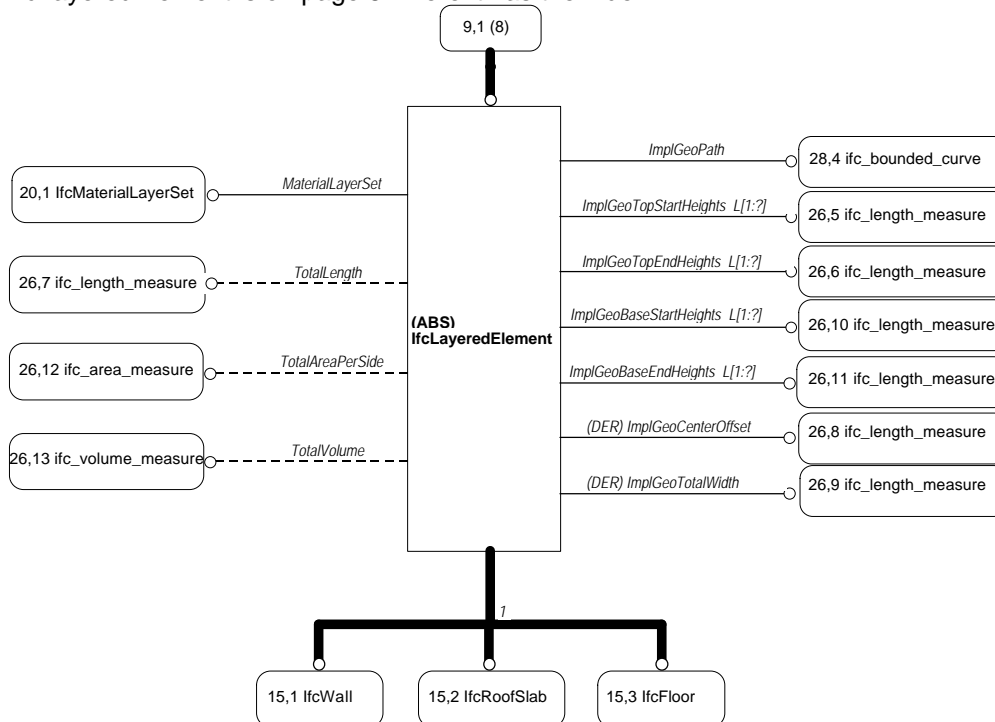 9,1 (8)
ImplGeoPath
28,4 ifc_bounded_curve
20,1 IfcMaterialLayerSet
MaterialLayerSet
ImplGeoTopStartHeights L[1:?]
26,5 ifc_length_measure
26,7 ifc_length_measure
TotalLength
ImplGeoTopEndHeights L[1:?]
26,6 ifc_length_measure
(ABS)
IfcLayeredElement
ImplGeoBaseStartHeights L[1:?]
26,10 ifc_length_measure
26,12 ifc_area_measure
TotalAreaPerSide
ImplGeoBaseEndHeights L[1:?]
26,11 ifc_length_measure
(DER) ImplGeoCenterOffset
26,8 ifc_length_measure
26,13 ifc_volume_measure
TotalVolume
(DER) ImplGeoTotalWidth
26,9 ifc_length_measure
1
15,1 IfcWall
15,2 IfcRoofSlab
15,3 IfcFloor